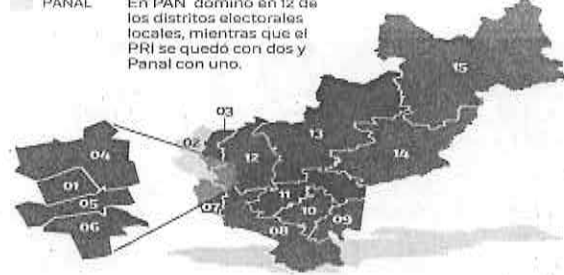 PANAL
En PAN dominó en 12 de
los distritos electorales
locales, mientras que el
PRI se quedó con dos y
Panal con uno.
03
02
15
13
04
12
14
01
11
05
10
07
09
06
08